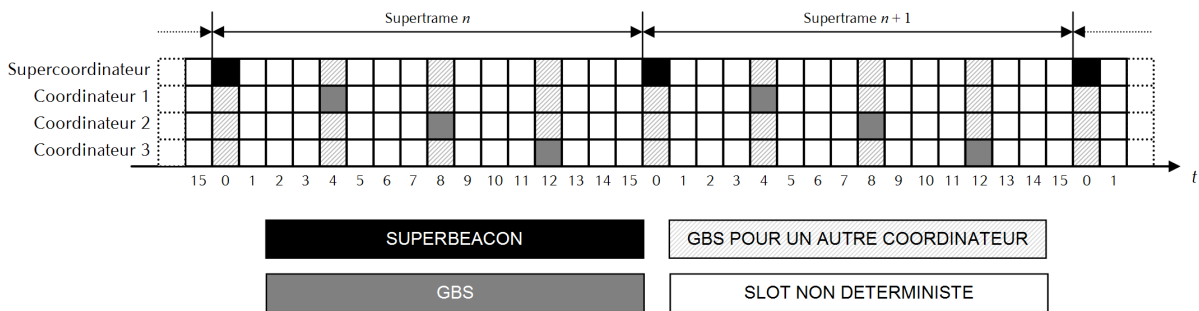 Supertrame n Supertrame n + 1
Supercoordinateur
Coordinateur 1
Coordinateur 2
Coordinateur 3
15 0 1 2 3 4 5 6 7 8 9 10 11 12 13 14 15 0 1 2 3 4 5 6 7 8 9 10 11 12 13 14 15 0 1 t
SUPERBEACON GBS POUR UN AUTRE COORDINATEUR
GBS SLOT NON DETERMINISTE